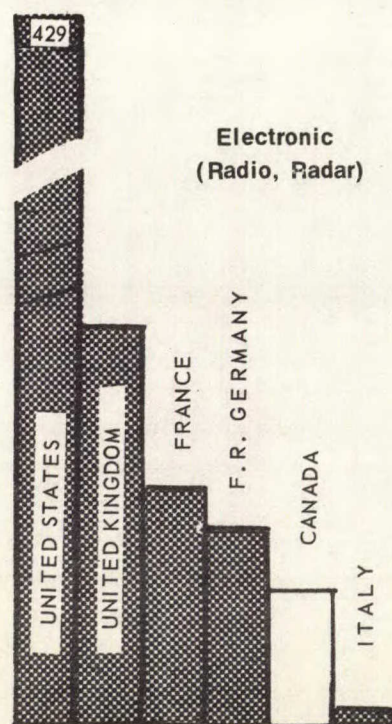 429
Electronic
(Radio, Radar)
UNITED STATES
UNITED KINGDOM
FRANCE
F.R. GERMANY
CANADA
ITALY